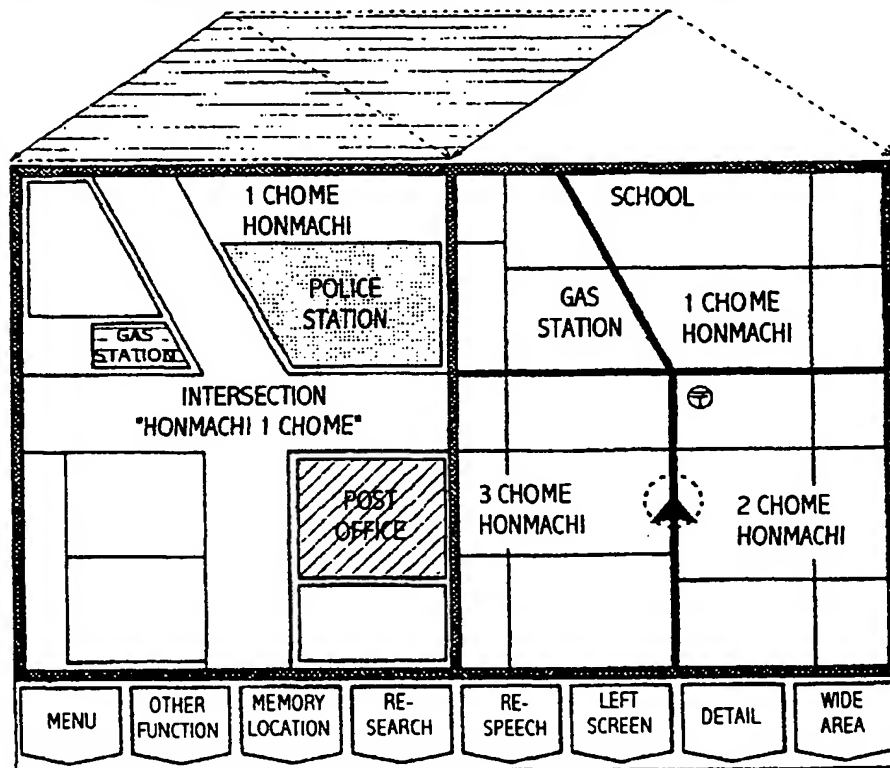 1 CHOME
HONMACHI
POLICE
STATION
GAS
STATION
INTERSECTION
"HONMACHI 1 CHOME"
POST
OFFICE
SCHOOL
GAS
STATION
1 CHOME
HONMACHI
〒
3 CHOME
HONMACHI
2 CHOME
HONMACHI
MENU
OTHER
FUNCTION
MEMORY
LOCATION
RE-
SEARCH
RE-
SPEECH
LEFT
SCREEN
DETAIL
WIDE
AREA